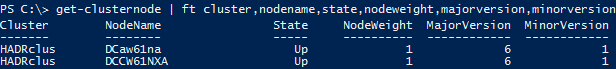 PS C:\> get-clusternode | ft cluster,nodename,state,nodeweight,majorversion,minorversion
Cluster NodeName State NodeWeight MajorVersion MinorVersion
------- -------- ----- ---------- ------------ ------------
HADRclus DCaw61na Up 1 6 1
HADRclus DCCW61NXA Up 1 6 1